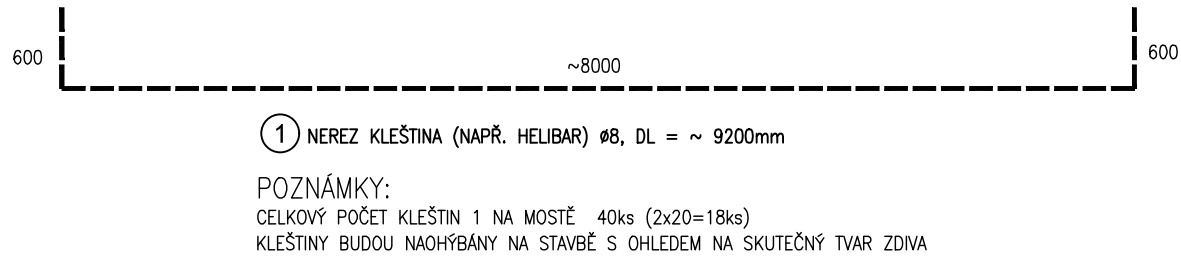 600
~8000
600
1 NEREZ KLEŠTINA (NAPŘ. HELIBAR) ø8, DL = ~ 9200mm
POZNÁMKY:
CELKOVÝ POČET KLEŠTIN 1 NA MOSTĚ 40ks (2x20=18ks)
KLEŠTINY BUDOU NAOHÝBÁNY NA STAVBĚ S OHLEDEM NA SKUTEČNÝ TVAR ZDIVA